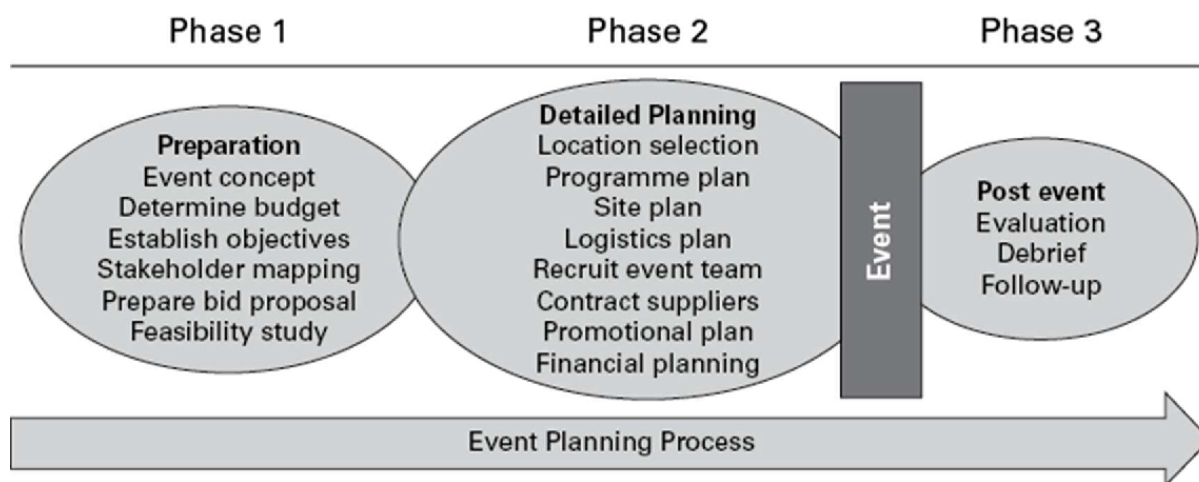 Phase 1
Phase 2
Phase 3
Preparation
Event concept
Determine budget
Establish objectives
Stakeholder mapping
Prepare bid proposal
Feasibility study
Detailed Planning
Location selection
Programme plan
Site plan
Logistics plan
Recruit event team
Contract suppliers
Promotional plan
Financial planning
Event
Post event
Evaluation
Debrief
Follow-up
Event Planning Process